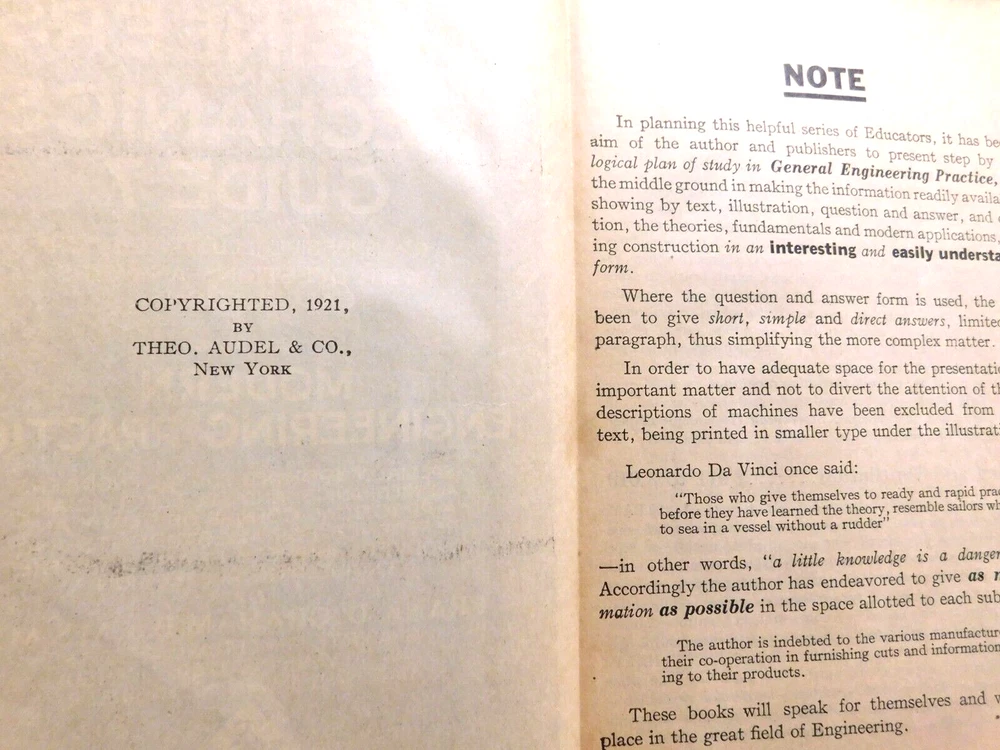 COPYRIGHTED, 1921,
BY
THEO. AUDEL & CO.,
NEW YORK
NOTE
In planning this helpful series of Educators, it has be
aim of the author and publishers to present step by
logical plan of study in General Engineering Practice,
the middle ground in making the information readily availa
showing by text, illustration, question and answer, and
tion, the theories, fundamentals and modern applications,
ing construction in an interesting and easily understa
form.
Where the question and answer form is used, the
been to give short, simple and direct answers, limited
paragraph, thus simplifying the more complex matter.
In order to have adequate space for the presentatio
important matter and not to divert the attention of th
descriptions of machines have been excluded from
text, being printed in smaller type under the illustrati
Leonardo Da Vinci once said:
"Those who give themselves to ready and rapid prac
before they have learned the theory, resemble sailors wh
to sea in a vessel without a rudder"
—in other words, "a little knowledge is a danger
Accordingly the author has endeavored to give as
mation as possible in the space allotted to each sub
The author is indebted to the various manufacture
their co-operation in furnishing cuts and information
ing to their products.
These books will speak for themselves and
place in the great field of Engineering.